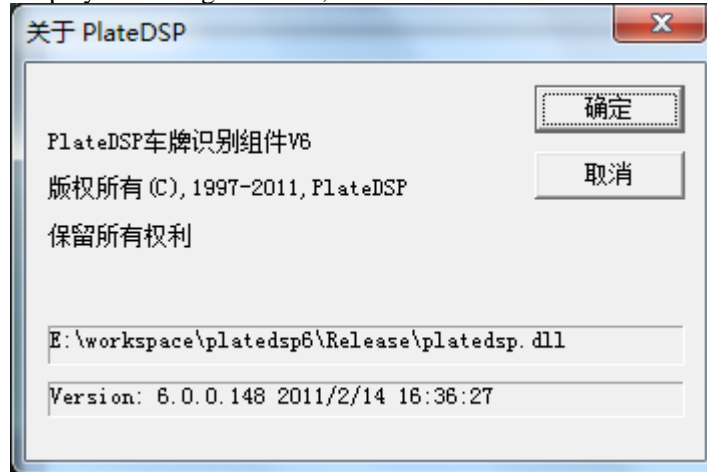 关于 PlateDSP
确定
PlateDSP车牌识别组件V6
取消
版权所有(C),1997-2011,PlateDSP
保留所有权利
E:\workspace\platedsp6\Release\platedsp.dll
Version: 6.0.0.148 2011/2/14 16:36:27